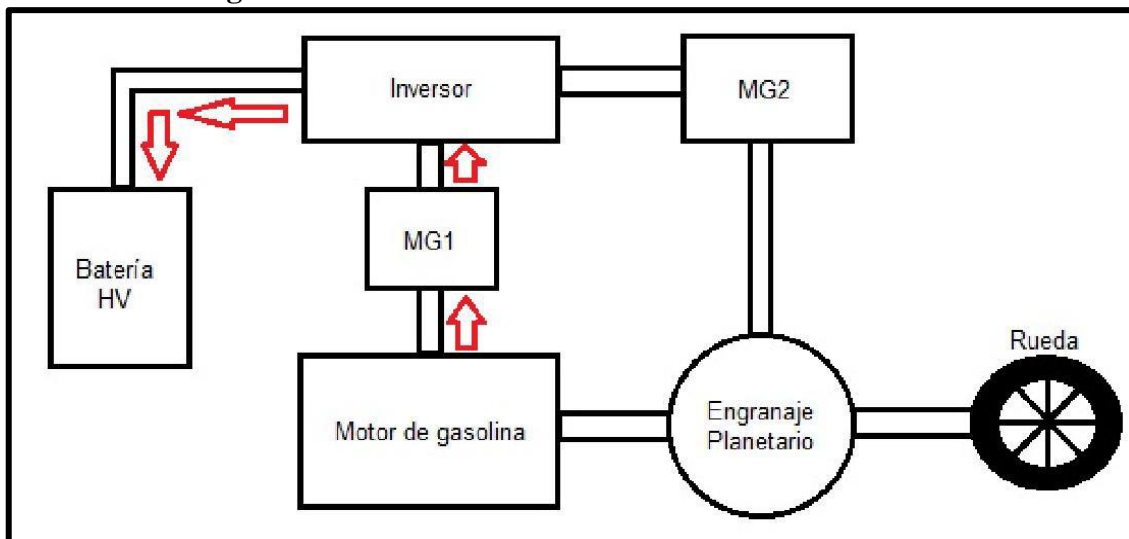 Inversor
MG2
MG1
Batería
HV
Rueda
Motor de gasolina
Engranaje
Planetario